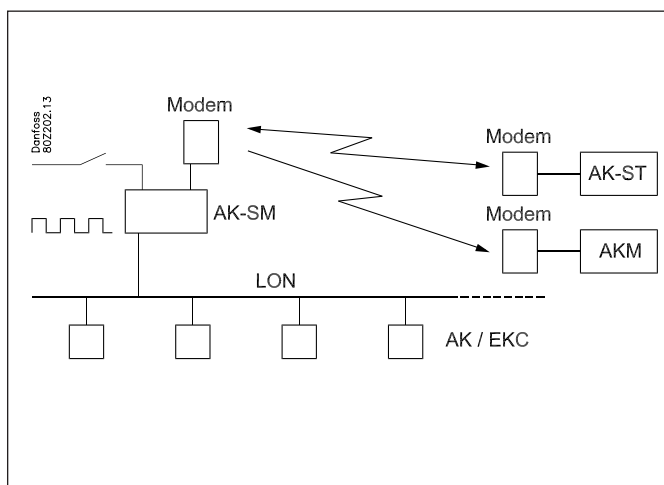 Danfoss
80Z202.13
Modem
Modem
AK-ST
AK-SM
Modem
AKM
LON
AK / EKC